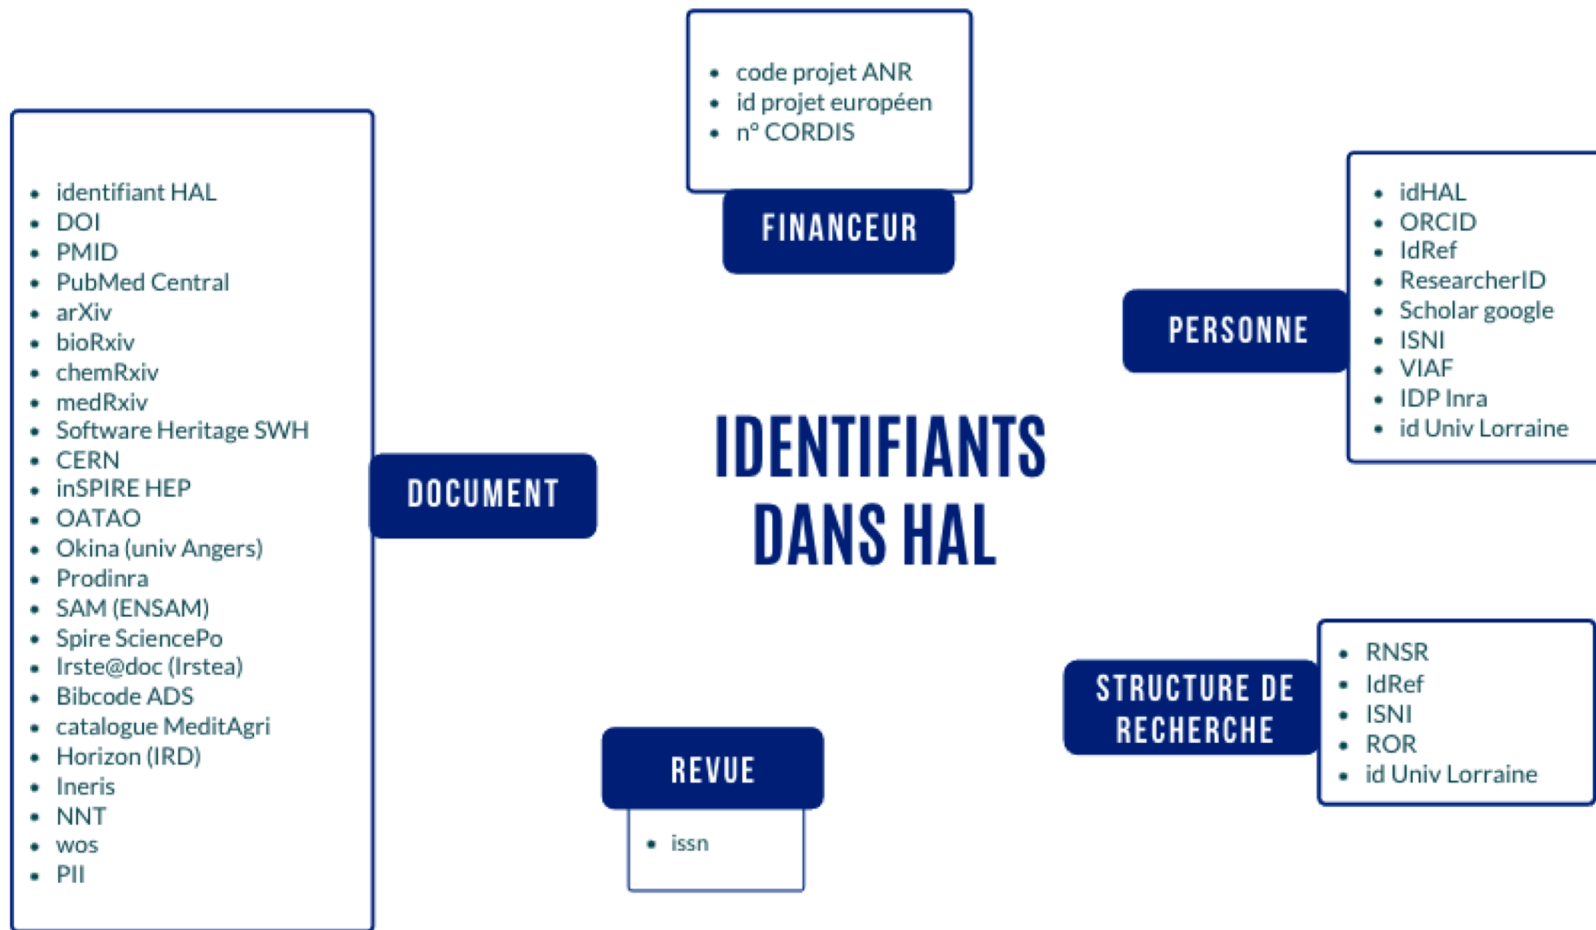 code projet ANR
id projet européen
n° CORDIS
FINANCEUR
identifiant HAL
DOI
PMID
PubMed Central
arXiv
bioRxiv
chemRxiv
medRxiv
Software Heritage SWH
CERN
inSPIRE HEP
OATAO
Okina (univ Angers)
Prodinra
SAM (ENSAM)
Spire SciencePo
Irste@doc (Irstea)
Bibcode ADS
catalogue MeditAgri
Horizon (IRD)
Ineris
NNT
wos
PII
DOCUMENT
IDENTIFIANTS
DANS HAL
PERSONNE
idHAL
ORCID
IdRef
ResearcherID
Scholar google
ISNI
VIAF
IDP Inra
id Univ Lorraine
STRUCTURE DE
RECHERCHE
RNSR
IdRef
ISNI
ROR
id Univ Lorraine
REVUE
issn